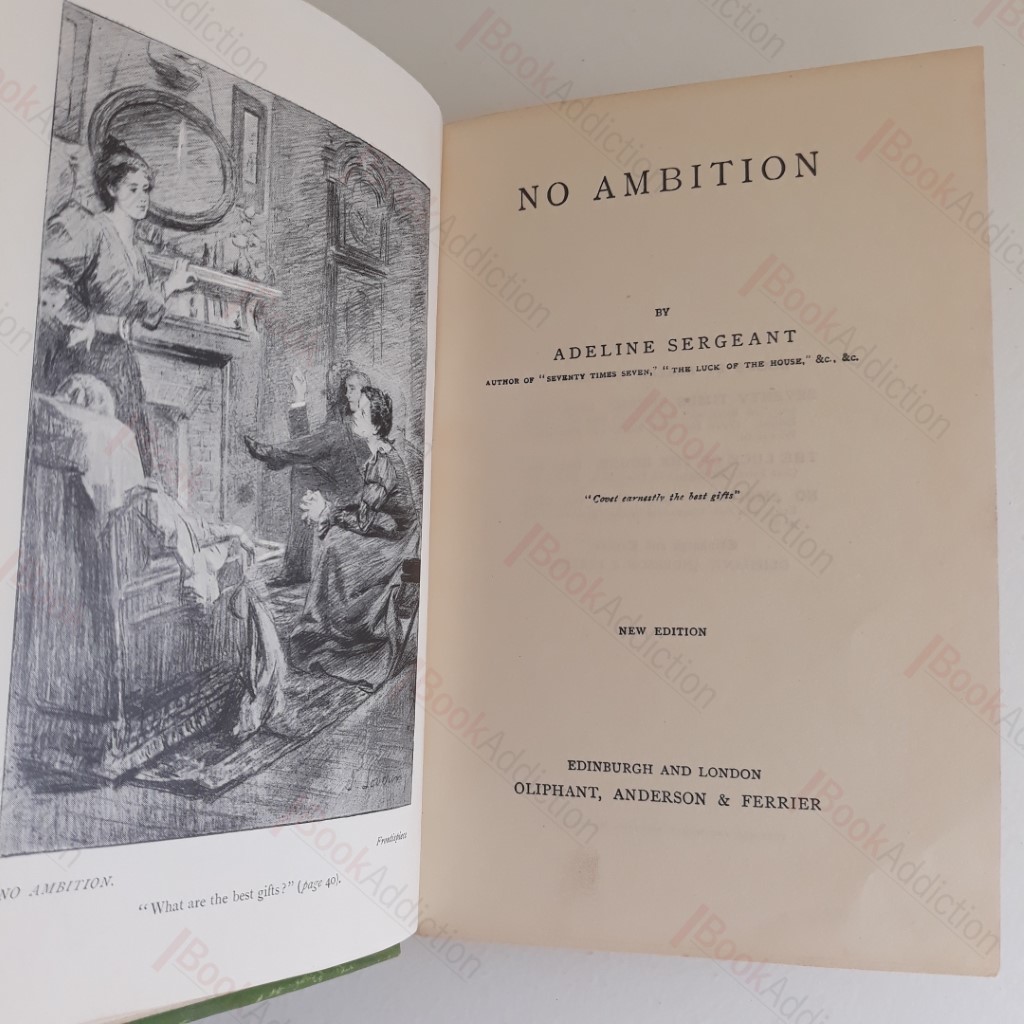 Frontispiece
NO AMBITION.
"What are the best gifts?" (page 40).
NO AMBITION
BY
ADELINE SERGEANT
AUTHOR OF "SEVENTY TIMES SEVEN," "THE LUCK OF THE HOUSE," &c., &c.
"Covet earnestly the best gifts"
NEW EDITION
EDINBURGH AND LONDON
OLIPHANT, ANDERSON & FERRIER
BookAddiction